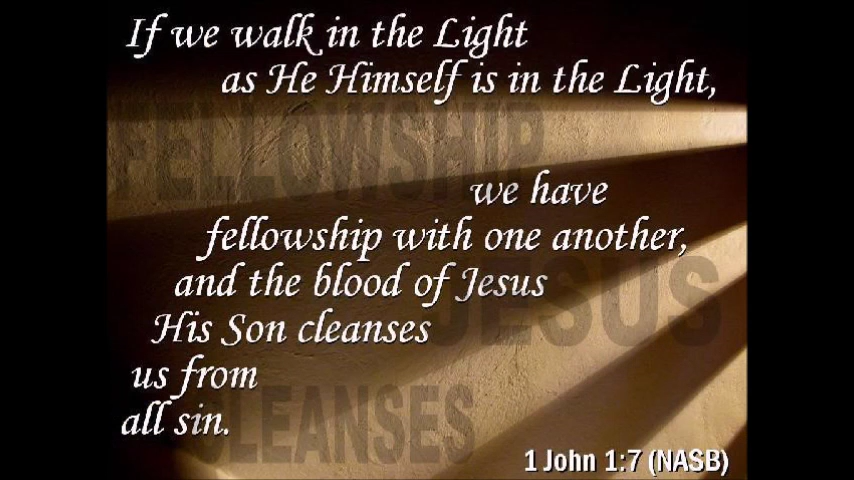 If we walk in the Light
as He Himself is in the Light,
FELLOWSHIP
we have
fellowship with one another,
and the blood of Jesus
JESUS
His Son cleanses
us from
all sin.
CLEANSES
1 John 1:7 (NASB)